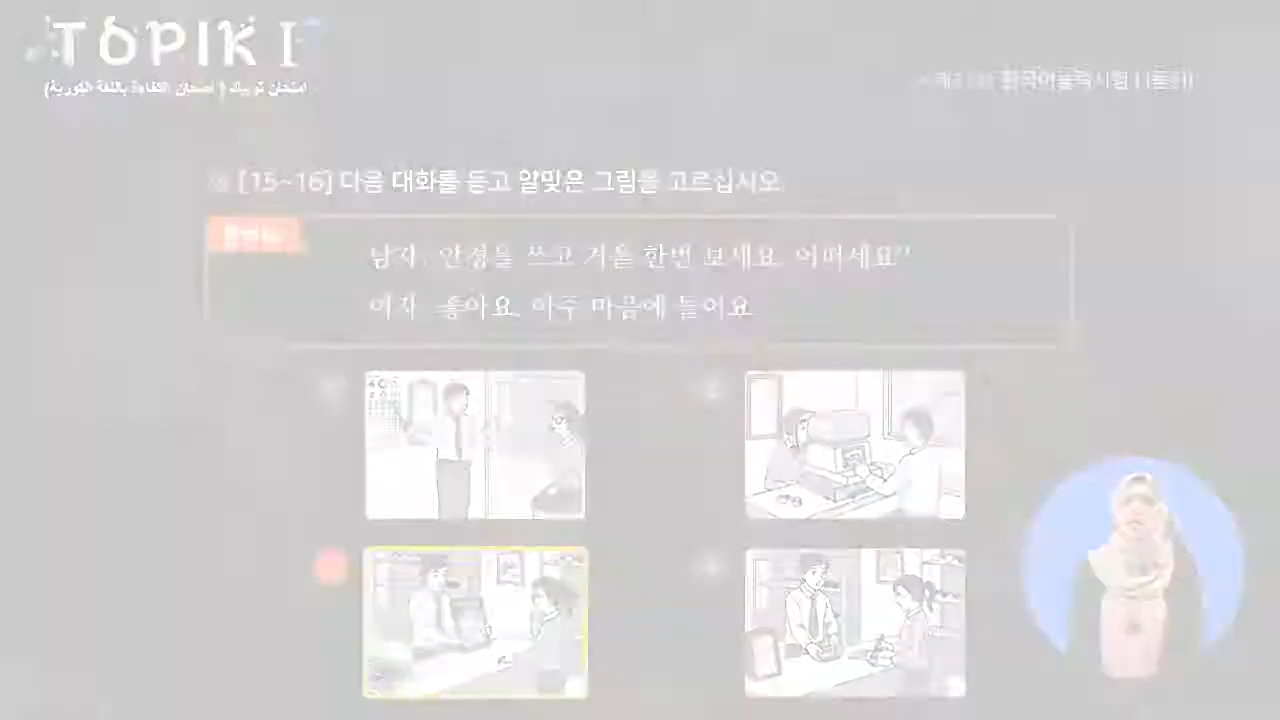 TOPIK I
(امتحان توبيك ( امتحان الكفاءة باللغة الكورية
한국어능력시험 I
[15~16] 다음 대화를 듣고 알맞은 그림을 고르십시오.
남자 : 안경을 쓰고 거울 한번 보세요. 어떠세요?
여자 : 좋아요. 아주 마음에 들어요.